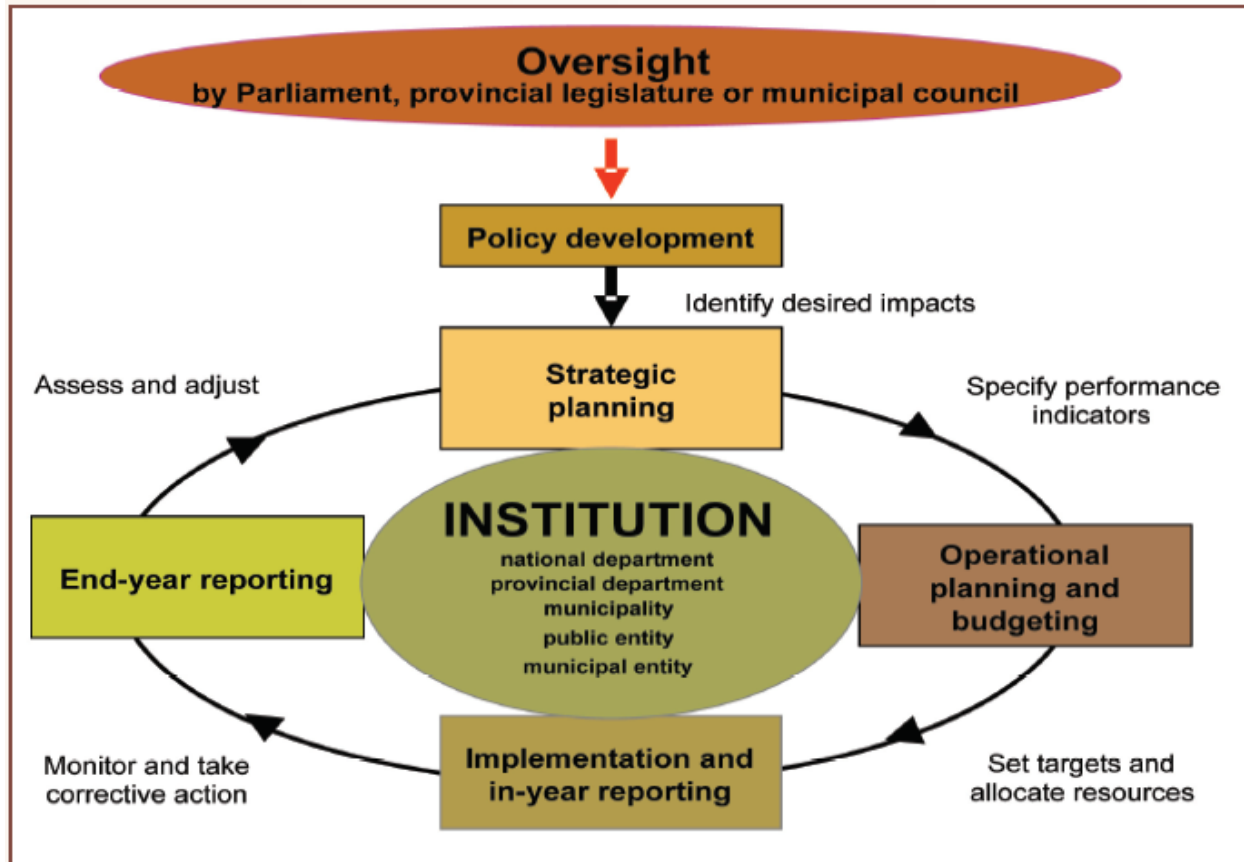 Oversight
by Parliament, provincial legislature or municipal council
Policy development
Identify desired impacts
Strategic
planning
Assess and adjust
Specify performance
indicators
INSTITUTION
national department
provincial department
municipality
public entity
municipal entity
End-year reporting
Operational
planning and
budgeting
Implementation and
in-year reporting
Monitor and take
corrective action
Set targets and
allocate resources